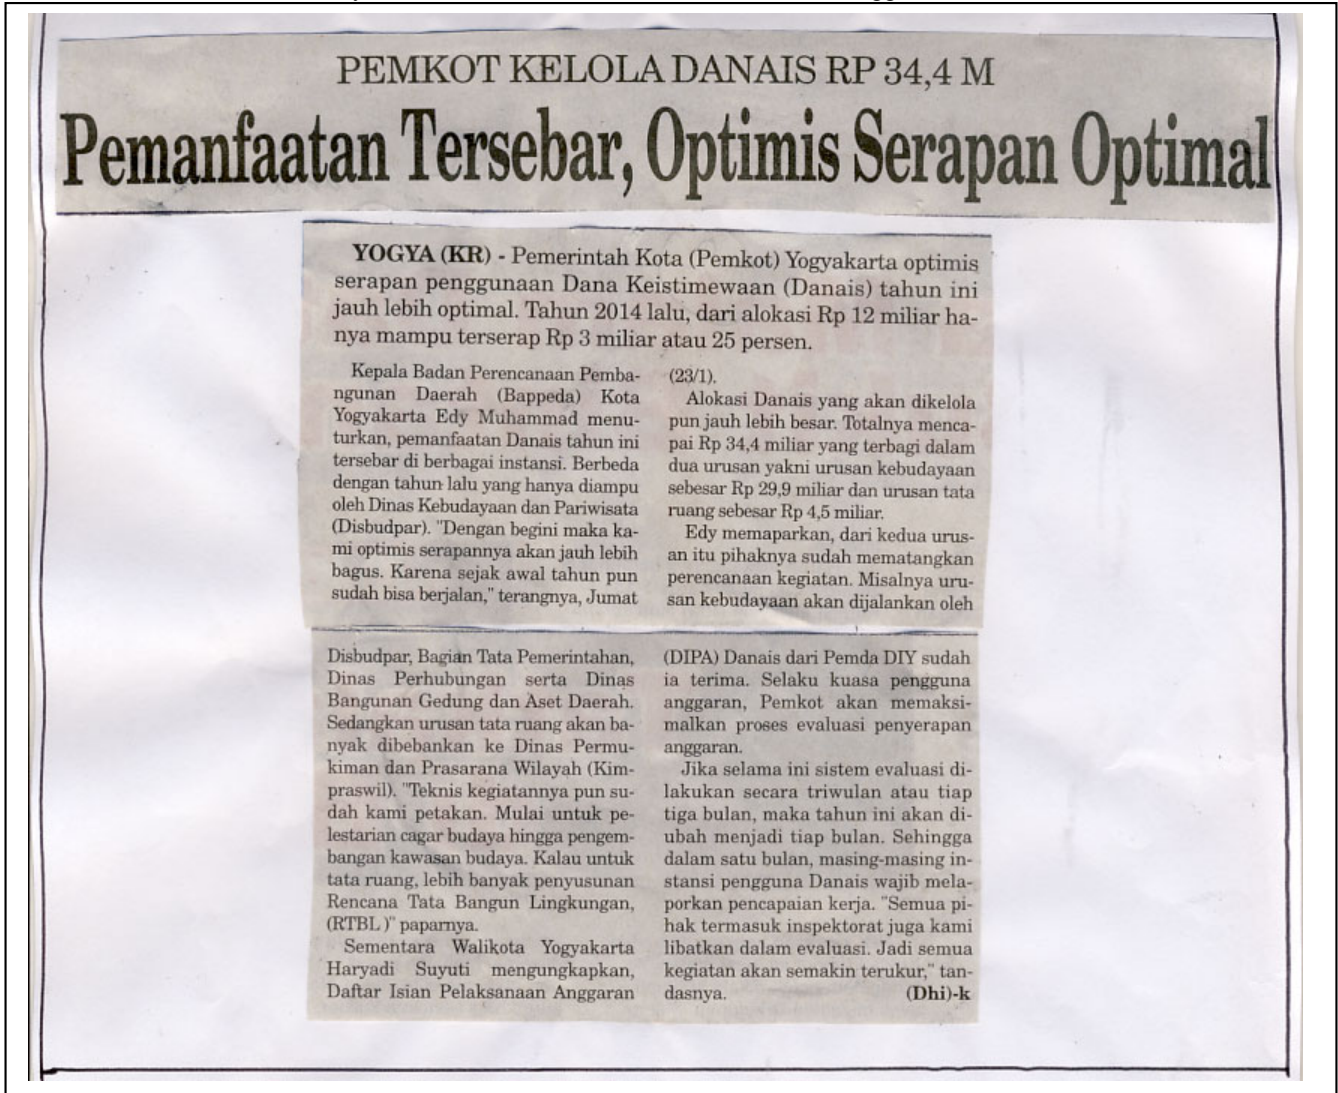 PEMKOT KELOLA DANAIS RP 34,4 M
Pemanfaatan Tersebar, Optimis Serapan Optimal
YOGYA (KR) - Pemerintah Kota (Pemkot) Yogyakarta optimis
serapan penggunaan Dana Keistimewaan (Danais) tahun ini
jauh lebih optimal. Tahun 2014 lalu, dari alokasi Rp 12 miliar ha-
nya mampu terserap Rp 3 miliar atau 25 persen.
Kepala Badan Perencanaan Pemba-
ngunan Daerah (Bappeda) Kota
Yogyakarta Edy Muhammad menu-
turkan, pemanfaatan Danais tahun ini
tersebar di berbagai instansi. Berbeda
dengan tahun lalu yang hanya diampu
oleh Dinas Kebudayaan dan Pariwisata
(Disbudpar). "Dengan begini maka ka-
mi optimis serapannya akan jauh lebih
bagus. Karena sejak awal tahun pun
sudah bisa berjalan," terangnya, Jumat
(23/1).
Alokasi Danais yang akan dikelola
pun jauh lebih besar. Totalnya menca-
pai Rp 34,4 miliar yang terbagi dalam
dua urusan yakni urusan kebudayaan
sebesar Rp 29,9 miliar dan urusan tata
ruang sebesar Rp 4,5 miliar.
Edy memaparkan, dari kedua urus-
an itu pihaknya sudah mematangkan
perencanaan kegiatan. Misalnya uru-
san kebudayaan akan dijalankan oleh
Disbudpar, Bagian Tata Pemerintahan,
Dinas Perhubungan serta Dinas
Bangunan Gedung dan Aset Daerah.
Sedangkan urusan tata ruang akan ba-
nyak dibebankan ke Dinas Permu-
kiman dan Prasarana Wilayah (Kim-
praswil). "Teknis kegiatannya pun su-
dah kami petakan. Mulai untuk pe-
lestarian cagar budaya hingga pengem-
bangan kawasan budaya. Kalau untuk
tata ruang, lebih banyak penyusunan
Rencana Tata Bangun Lingkungan,
(RTBL )" paparnya.
Sementara Walikota Yogyakarta
Haryadi Suyuti mengungkapkan,
Daftar Isian Pelaksanaan Anggaran
(DIPA) Danais dari Pemda DIY sudah
ia terima. Selaku kuasa pengguna
anggaran, Pemkot akan memaksi-
malkan proses evaluasi penyerapan
anggaran.
Jika selama ini sistem evaluasi di-
lakukan secara triwulan atau tiap
tiga bulan, maka tahun ini akan di-
ubah menjadi tiap bulan. Sehingga
dalam satu bulan, masing-masing in-
stansi pengguna Danais wajib mela-
porkan pencapaian kerja. "Semua pi-
hak termasuk inspektorat juga kami
libatkan dalam evaluasi. Jadi semua
kegiatan akan semakin terukur," tan-
dasnya. (Dhi)-k